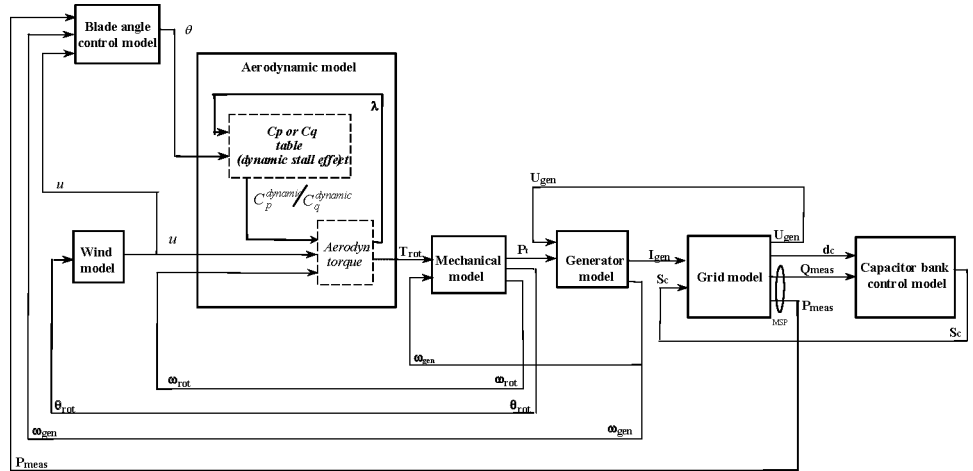 Blade angle
control model
θ
Aerodynamic model
λ
Cp or Cq
table
(dynamic stall effect)
C_p^dynamic / C_q^dynamic
Aerodyn
torque
u
u
Wind
model
T_rot
Mechanical
model
P_t
U_gen
Generator
model
I_gen
S_c
Grid model
U_gen
d_c
Q_meas
P_meas
MSP
Capacitor bank
control model
S_c
ω_gen
ω_rot
ω_rot
θ_rot
θ_rot
ω_gen
ω_gen
P_meas